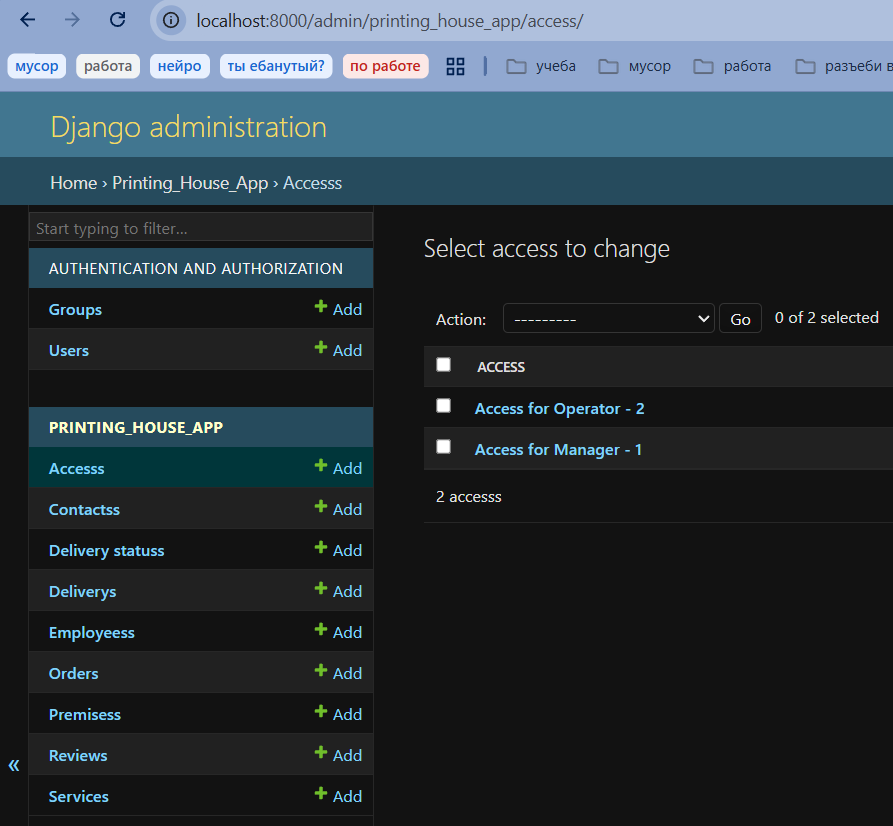 localhost:8000/admin/printing_house_app/access/
мусор работа нейро ты ебанутый? по работе учеба мусор работа разъеби в
Django administration
Home › Printing_House_App › Accesss
Start typing to filter...
AUTHENTICATION AND AUTHORIZATION
Groups + Add
Users + Add
PRINTING_HOUSE_APP
Accesss + Add
Contactss + Add
Delivery statuss + Add
Deliverys + Add
Employeess + Add
Orders + Add
Premisess + Add
Reviews + Add
Services + Add
«
Select access to change
Action: --------- Go 0 of 2 selected
ACCESS
Access for Operator - 2
Access for Manager - 1
2 accesss